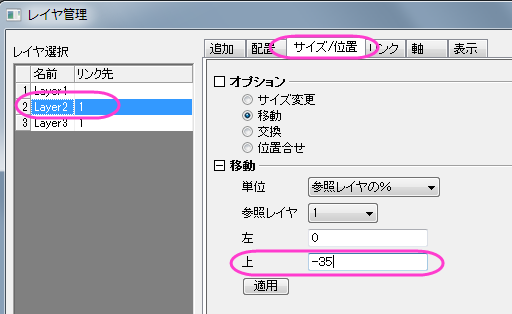 レイヤ管理
レイヤ選択
名前 リンク先
1 Layer1
2 Layer2 1
3 Layer3 1
追加 配置 サイズ/位置 リンク 軸 表示
オプション
サイズ変更
移動
交換
位置合せ
移動
単位 参照レイヤの%
参照レイヤ 1
左 0
上 -35
適用